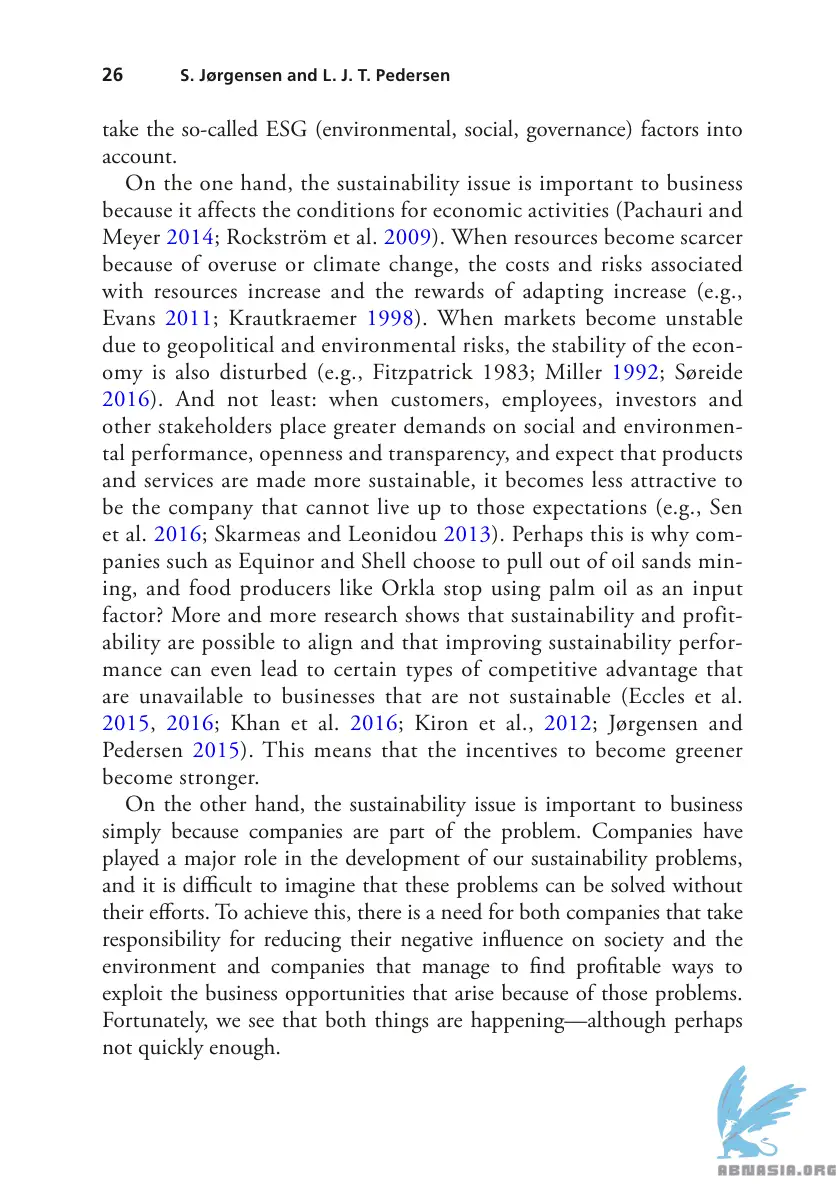 26 S. Jørgensen and L. J. T. Pedersen
take the so-called ESG (environmental, social, governance) factors into
account.
On the one hand, the sustainability issue is important to business
because it affects the conditions for economic activities (Pachauri and
Meyer 2014; Rockström et al. 2009). When resources become scarcer
because of overuse or climate change, the costs and risks associated
with resources increase and the rewards of adapting increase (e.g.,
Evans 2011; Krautkraemer 1998). When markets become unstable
due to geopolitical and environmental risks, the stability of the econ-
omy is also disturbed (e.g., Fitzpatrick 1983; Miller 1992; Søreide
2016). And not least: when customers, employees, investors and
other stakeholders place greater demands on social and environmen-
tal performance, openness and transparency, and expect that products
and services are made more sustainable, it becomes less attractive to
be the company that cannot live up to those expectations (e.g., Sen
et al. 2016; Skarmeas and Leonidou 2013). Perhaps this is why com-
panies such as Equinor and Shell choose to pull out of oil sands min-
ing, and food producers like Orkla stop using palm oil as an input
factor? More and more research shows that sustainability and profit-
ability are possible to align and that improving sustainability perfor-
mance can even lead to certain types of competitive advantage that
are unavailable to businesses that are not sustainable (Eccles et al.
2015, 2016; Khan et al. 2016; Kiron et al., 2012; Jørgensen and
Pedersen 2015). This means that the incentives to become greener
become stronger.
On the other hand, the sustainability issue is important to business
simply because companies are part of the problem. Companies have
played a major role in the development of our sustainability problems,
and it is difficult to imagine that these problems can be solved without
their efforts. To achieve this, there is a need for both companies that take
responsibility for reducing their negative influence on society and the
environment and companies that manage to find profitable ways to
exploit the business opportunities that arise because of those problems.
Fortunately, we see that both things are happening—although perhaps
not quickly enough.
ABNASIA.ORG